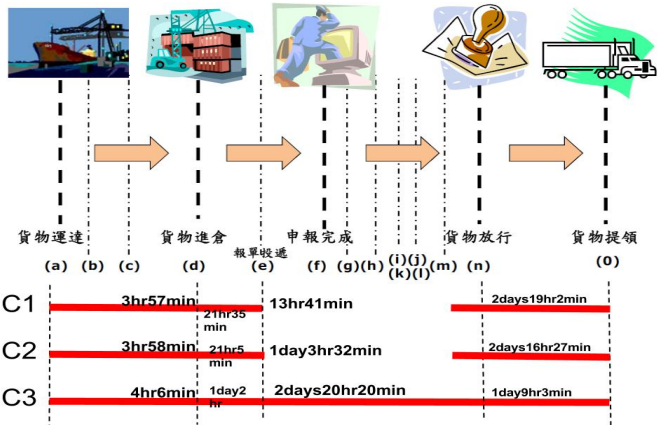 貨物運達 貨物進倉 申報完成 貨物放行 貨物提領
報單投遞
(a) (b) (c) (d) (e) (f) (g) (h) (i) (j) (m) (n) (0)
(k) (l)
C1 3hr57min 21hr35 13hr41min 2days19hr2min
min
C2 3hr58min 21hr5 1day3hr32min 2days16hr27min
min
C3 4hr6min 1day2 2days20hr20min 1day9hr3min
hr